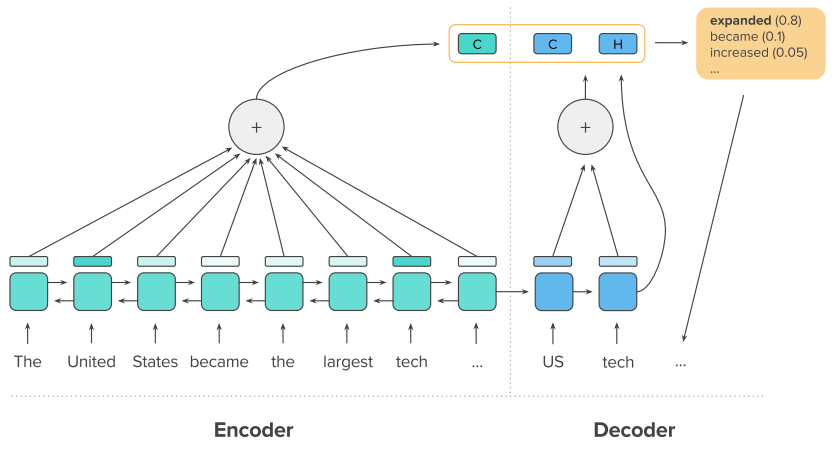 C C H
expanded (0.8)
became (0.1)
increased (0.05)
...
+ +
The United States became the largest tech ... US tech ...
Encoder Decoder